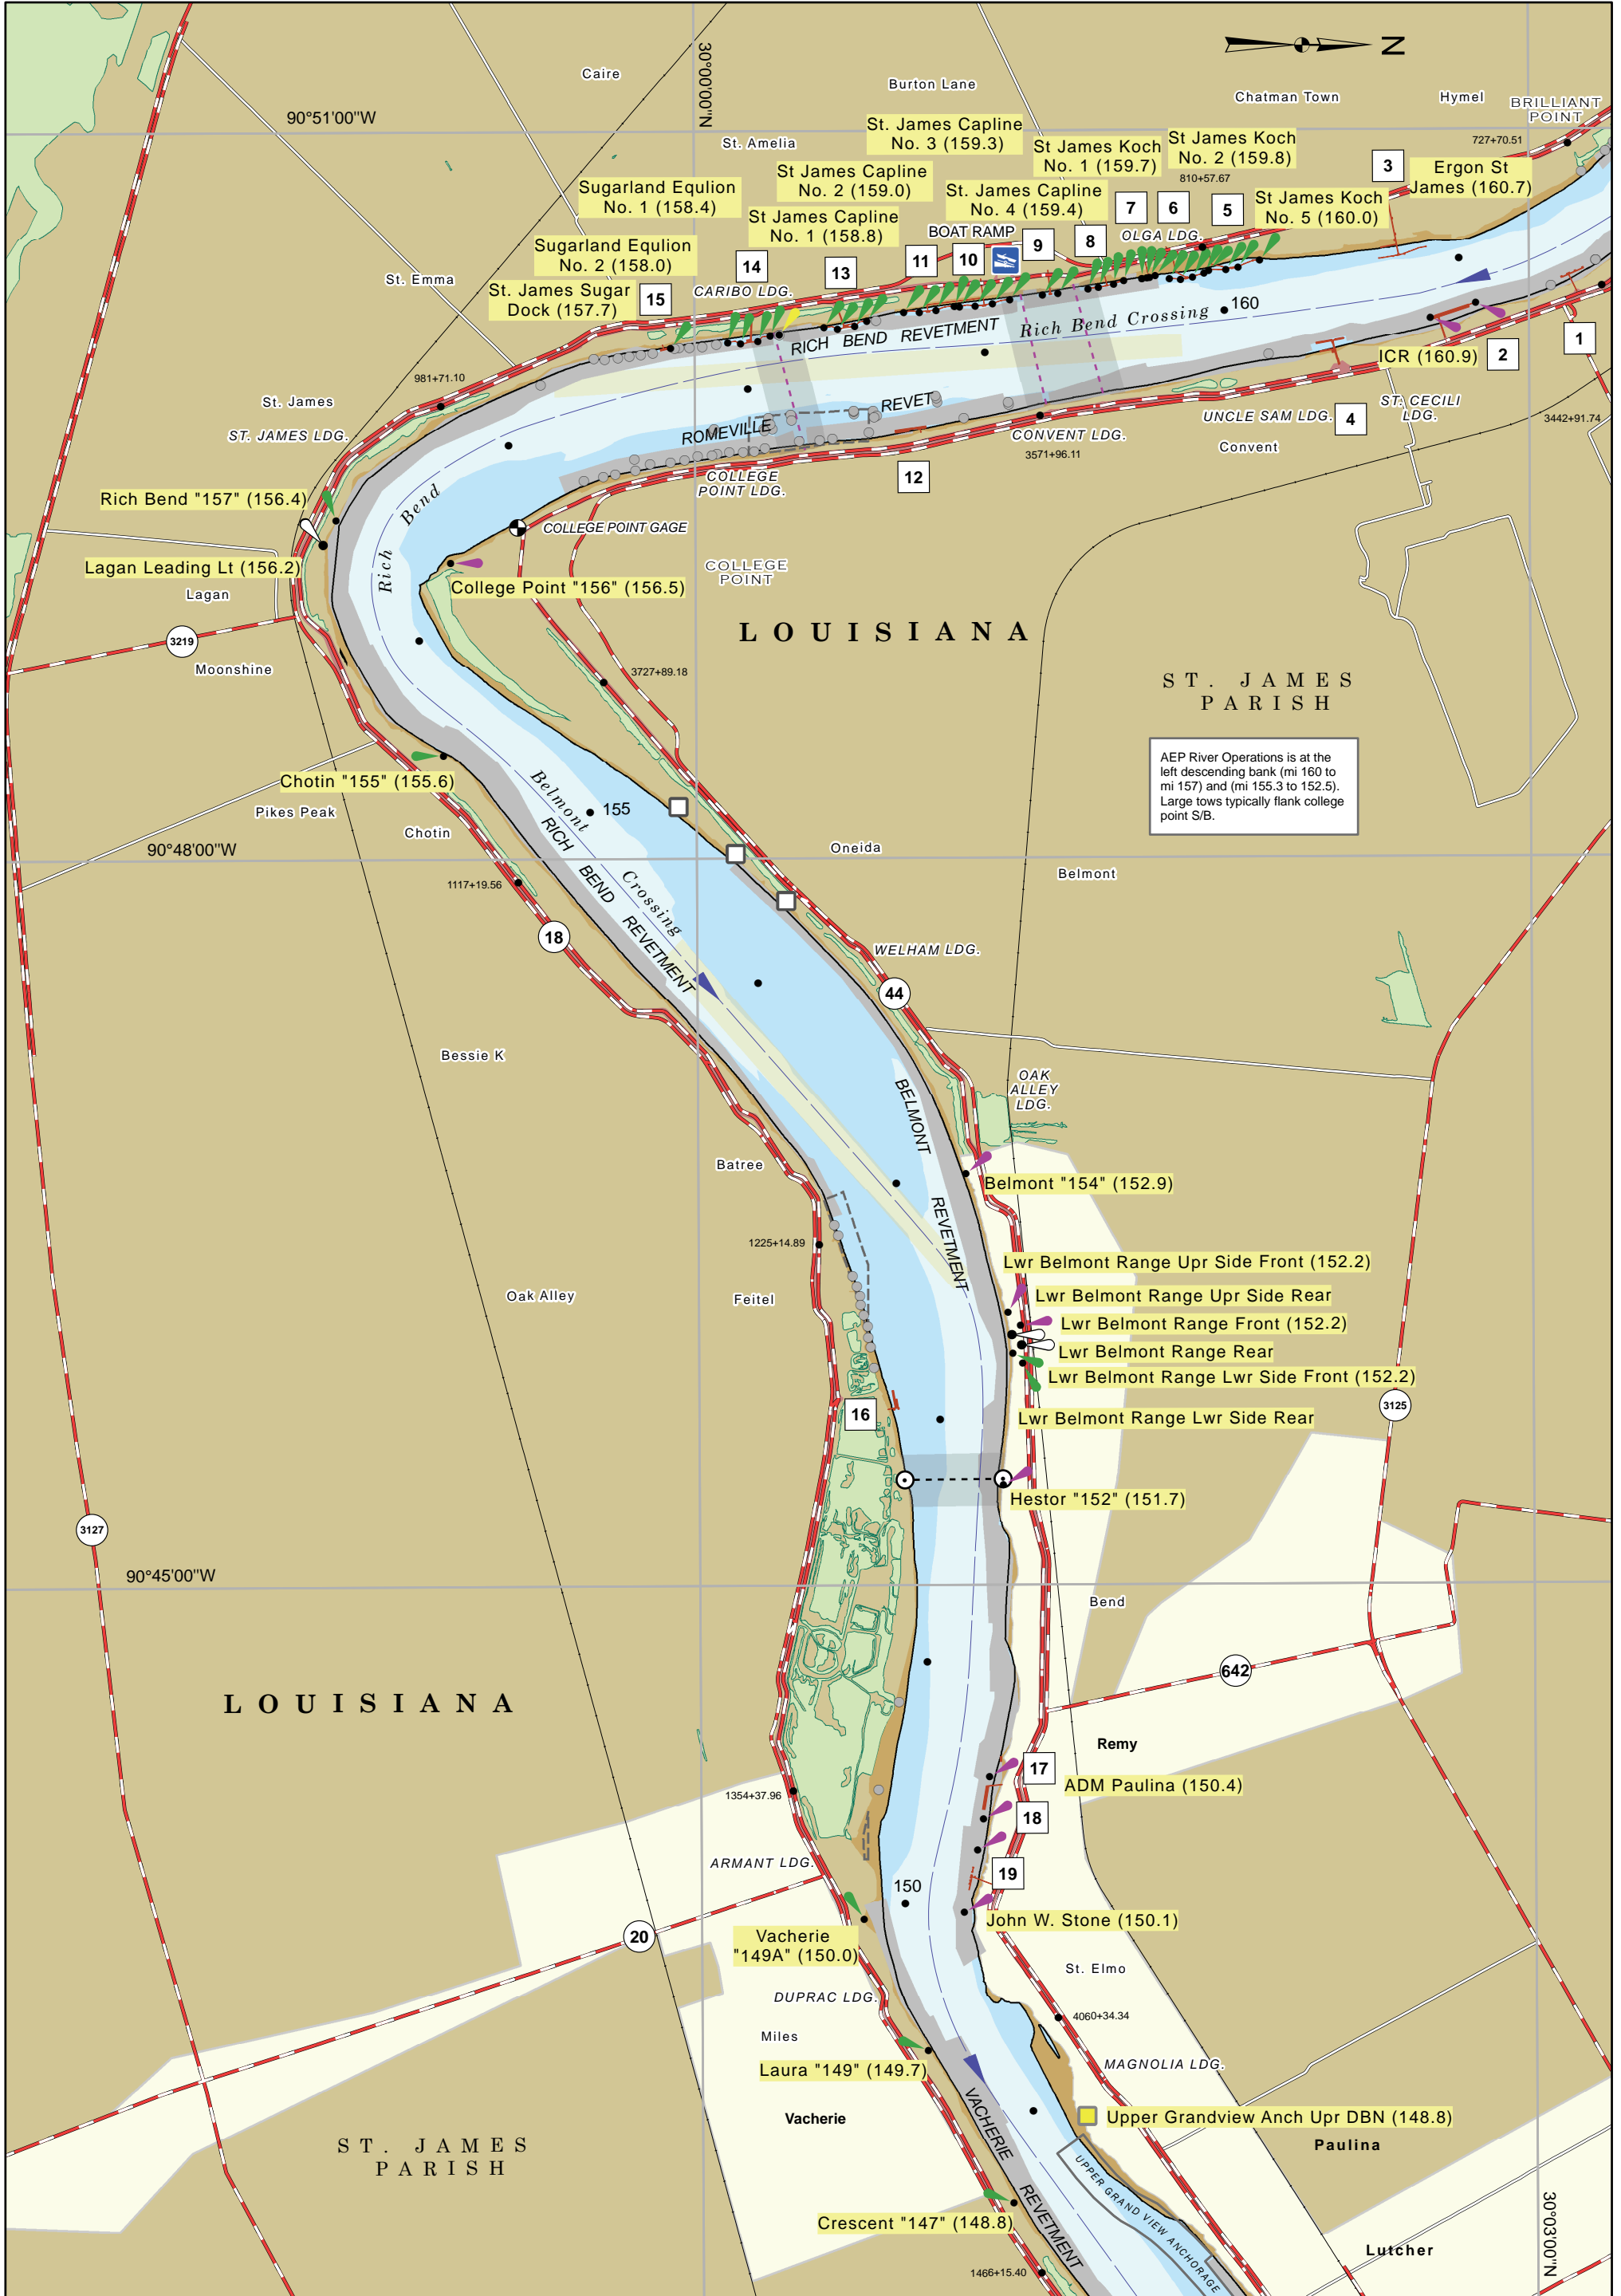 N
Caire
30°00'00"N
Burton Lane
Chatman Town
Hymel
BRILLIANT
POINT
90°51'00"W
St. Amelia
St. James Capline
No. 3 (159.3)
St James Koch
No. 1 (159.7)
St James Koch
No. 2 (159.8)
810+57.67
3
727+70.51
Ergon St
James (160.7)
Sugarland Equlion
No. 1 (158.4)
St James Capline
No. 2 (159.0)
St. James Capline
No. 4 (159.4)
7
6
5
St James Koch
No. 5 (160.0)
St James Capline
No. 1 (158.8)
BOAT RAMP
OLGA LDG.
Sugarland Equlion
No. 2 (158.0)
14
13
11
10
9
8
St. Emma
St. James Sugar
Dock (157.7)
15
CARIBO LDG.
RICH BEND REVETMENT
Rich Bend Crossing
160
1
2
ICR (160.9)
981+71.10
St. James
ST. JAMES LDG.
ROMEVILLE
REVET
UNCLE SAM LDG.
4
ST. CECILI
LDG.
3442+91.74
CONVENT LDG.
3571+96.11
Convent
COLLEGE
POINT LDG.
12
Rich Bend "157" (156.4)
Rich Bend
COLLEGE POINT GAGE
Lagan Leading Lt (156.2)
Lagan
COLLEGE
POINT
College Point "156" (156.5)
LOUISIANA
3219
Moonshine
3727+89.18
ST. JAMES
PARISH
AEP River Operations is at the
left descending bank (mi 160 to
mi 157) and (mi 155.3 to 152.5).
Large tows typically flank college
point S/B.
Chotin "155" (155.6)
Pikes Peak
Chotin
Belmont Crossing
155
RICH BEND REVETMENT
90°48'00"W
Oneida
Belmont
1117+19.56
18
WELHAM LDG.
44
Bessie K
OAK
ALLEY
LDG.
BELMONT REVETMENT
Batree
Belmont "154" (152.9)
1225+14.89
Lwr Belmont Range Upr Side Front (152.2)
Oak Alley
Feitel
Lwr Belmont Range Upr Side Rear
Lwr Belmont Range Front (152.2)
Lwr Belmont Range Rear
Lwr Belmont Range Lwr Side Front (152.2)
16
Lwr Belmont Range Lwr Side Rear
3125
Hestor "152" (151.7)
3127
90°45'00"W
Bend
642
LOUISIANA
Remy
17
ADM Paulina (150.4)
1354+37.96
18
ARMANT LDG.
19
150
20
Vacherie
"149A" (150.0)
John W. Stone (150.1)
St. Elmo
DUPRAC LDG.
4060+34.34
Miles
Laura "149" (149.7)
MAGNOLIA LDG.
Vacherie
VACHERIE REVETMENT
Upper Grandview Anch Upr DBN (148.8)
Paulina
ST. JAMES
PARISH
UPPER GRAND VIEW ANCHORAGE
Crescent "147" (148.8)
30°03'00"N
Lutcher
1466+15.40